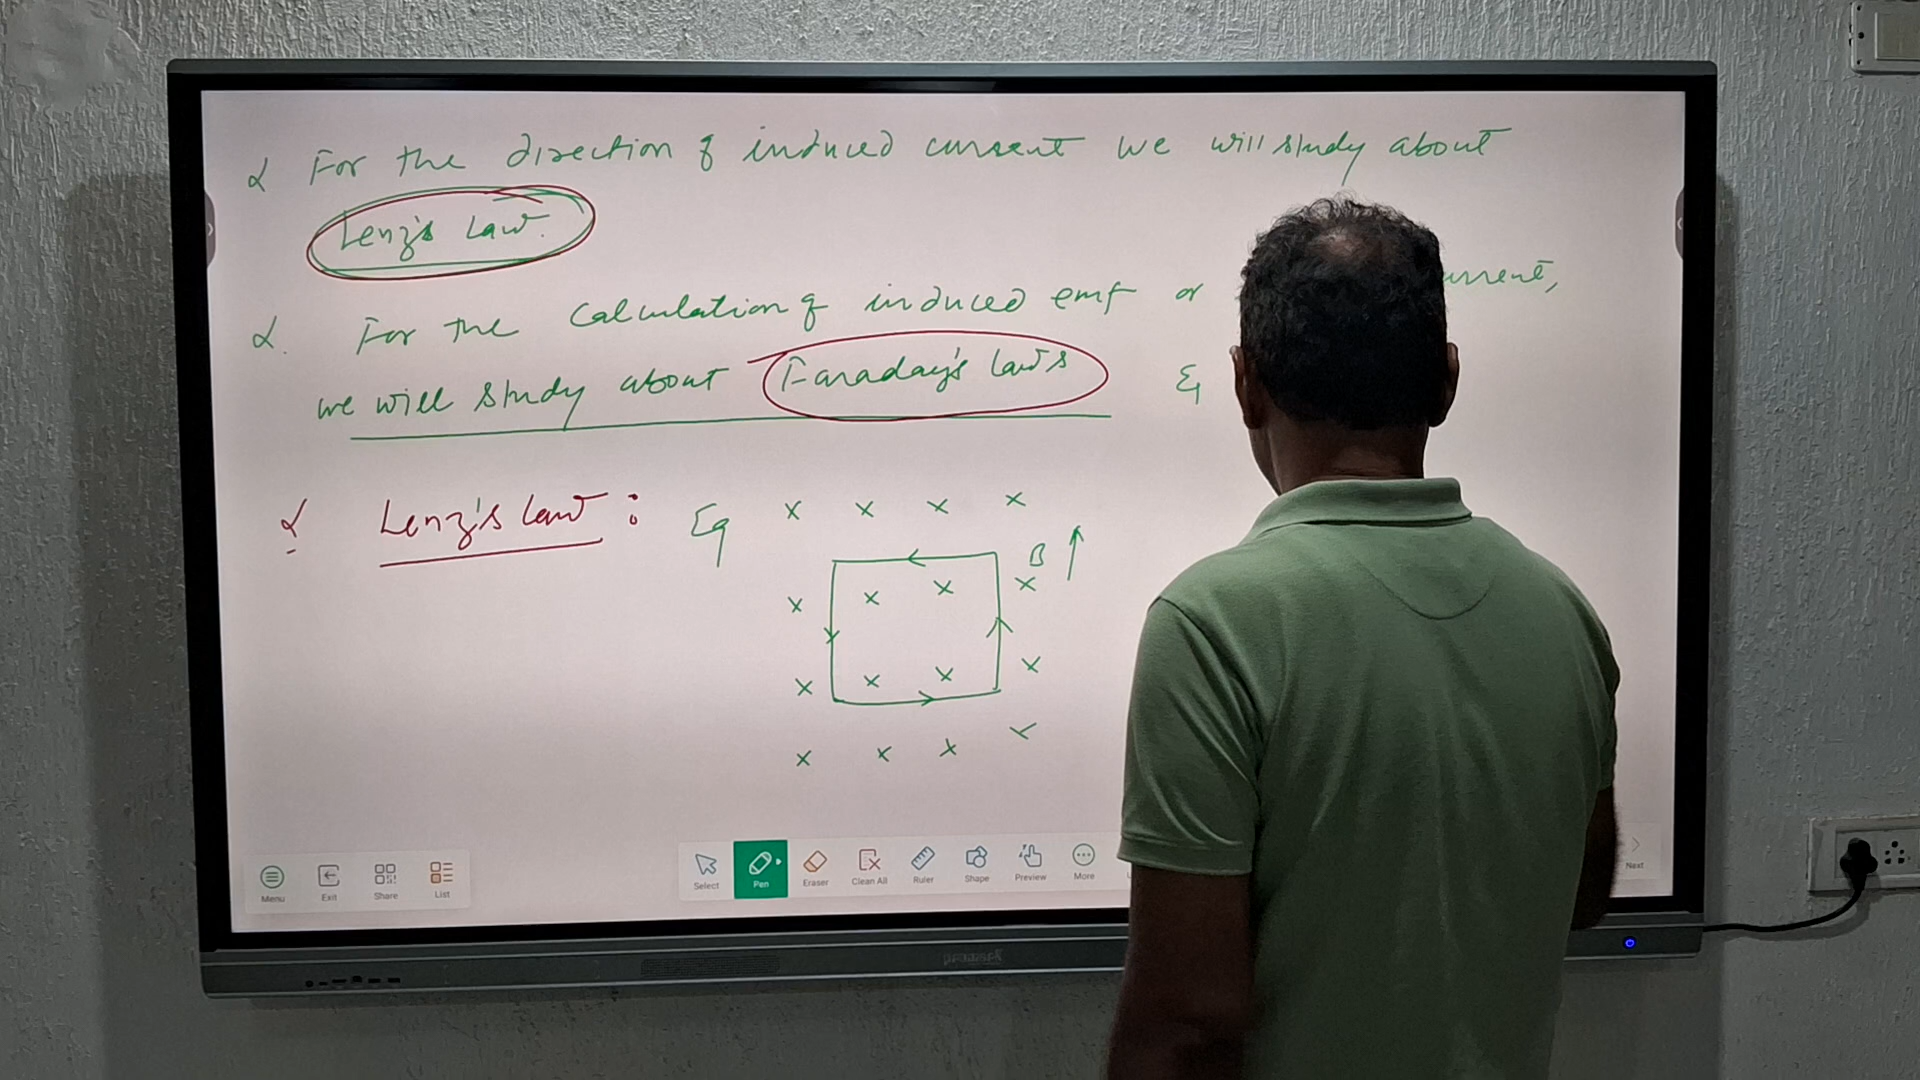 For the direction of induced current we will study about
Lenz's Law.
For the calculation of induced emf or urrent,
we will study about Faraday's laws
Lenz's law : Eg x x x x
B ↑
x x x x
x x x x
x x x x
Menu Exit Share List Select Pen Eraser Clean All Ruler Shape Preview More Next